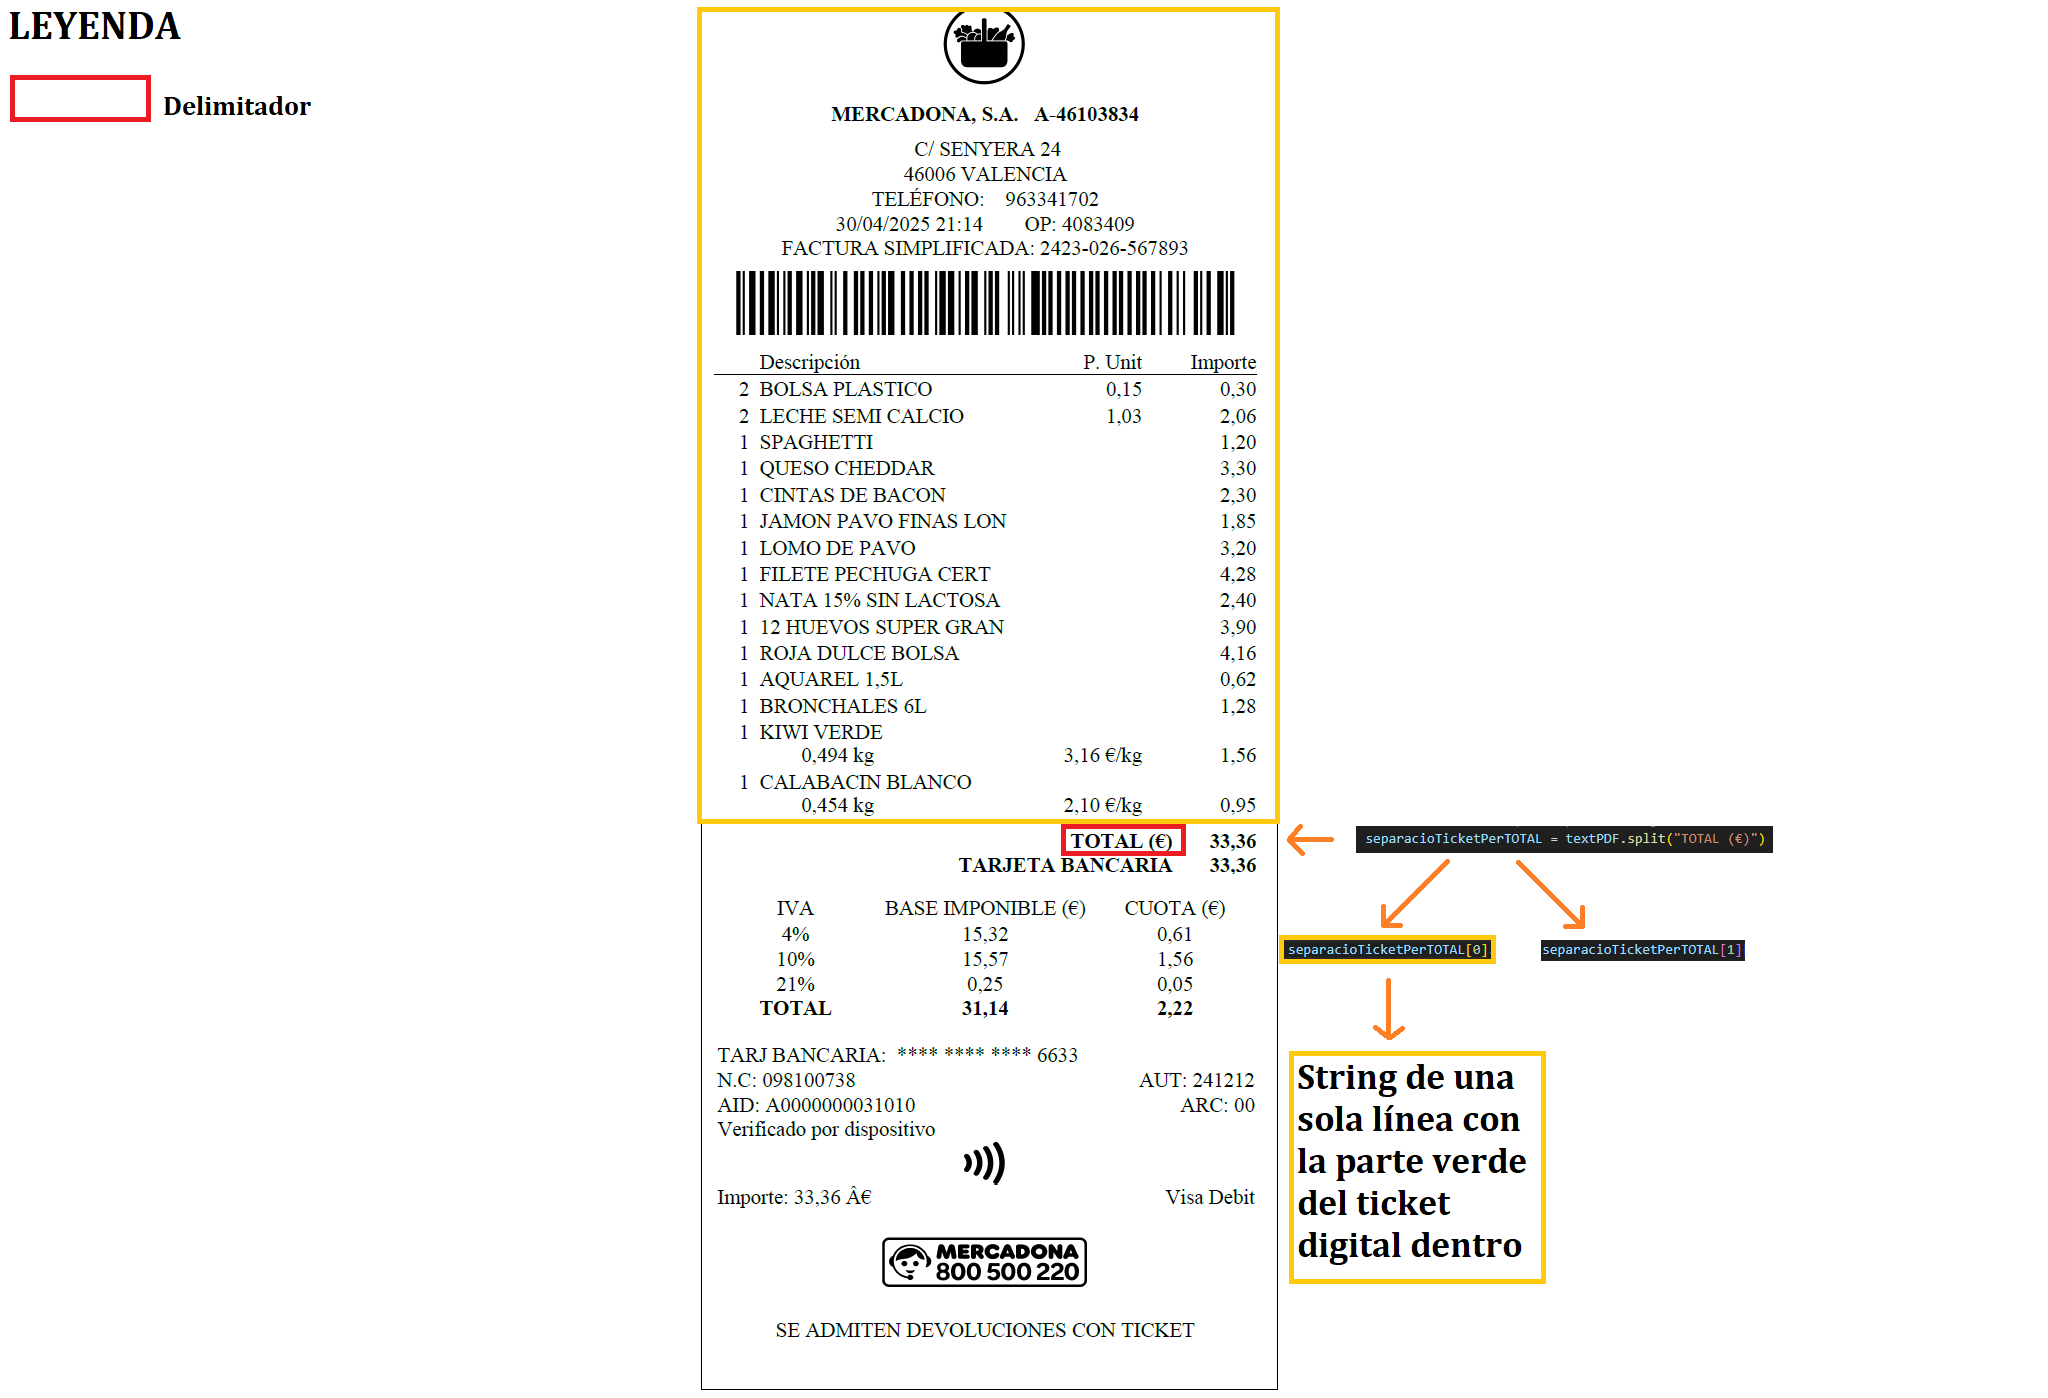 LEYENDA
Delimitador
MERCADONA, S.A. A-46103834
C/ SENYERA 24
46006 VALENCIA
TELÉFONO: 963341702
30/04/2025 21:14 OP: 4083409
FACTURA SIMPLIFICADA: 2423-026-567893
Descripción P. Unit Importe
2 BOLSA PLASTICO 0,15 0,30
2 LECHE SEMI CALCIO 1,03 2,06
1 SPAGHETTI 1,20
1 QUESO CHEDDAR 3,30
1 CINTAS DE BACON 2,30
1 JAMON PAVO FINAS LON 1,85
1 LOMO DE PAVO 3,20
1 FILETE PECHUGA CERT 4,28
1 NATA 15% SIN LACTOSA 2,40
1 12 HUEVOS SUPER GRAN 3,90
1 ROJA DULCE BOLSA 4,16
1 AQUAREL 1,5L 0,62
1 BRONCHALES 6L 1,28
1 KIWI VERDE
0,494 kg 3,16 €/kg 1,56
1 CALABACIN BLANCO
0,454 kg 2,10 €/kg 0,95
TOTAL (€) 33,36
TARJETA BANCARIA 33,36
IVA BASE IMPONIBLE (€) CUOTA (€)
4% 15,32 0,61
10% 15,57 1,56
21% 0,25 0,05
TOTAL 31,14 2,22
TARJ BANCARIA: **** **** **** 6633
N.C: 098100738 AUT: 241212
AID: A0000000031010 ARC: 00
Verificado por dispositivo
Importe: 33,36 Â€ Visa Debit
MERCADONA
800 500 220
SE ADMITEN DEVOLUCIONES CON TICKET
separacioTicketPerTOTAL = textPDF.split("TOTAL (€)")
separacioTicketPerTOTAL[0]
separacioTicketPerTOTAL[1]
String de una
sola línea con
la parte verde
del ticket
digital dentro